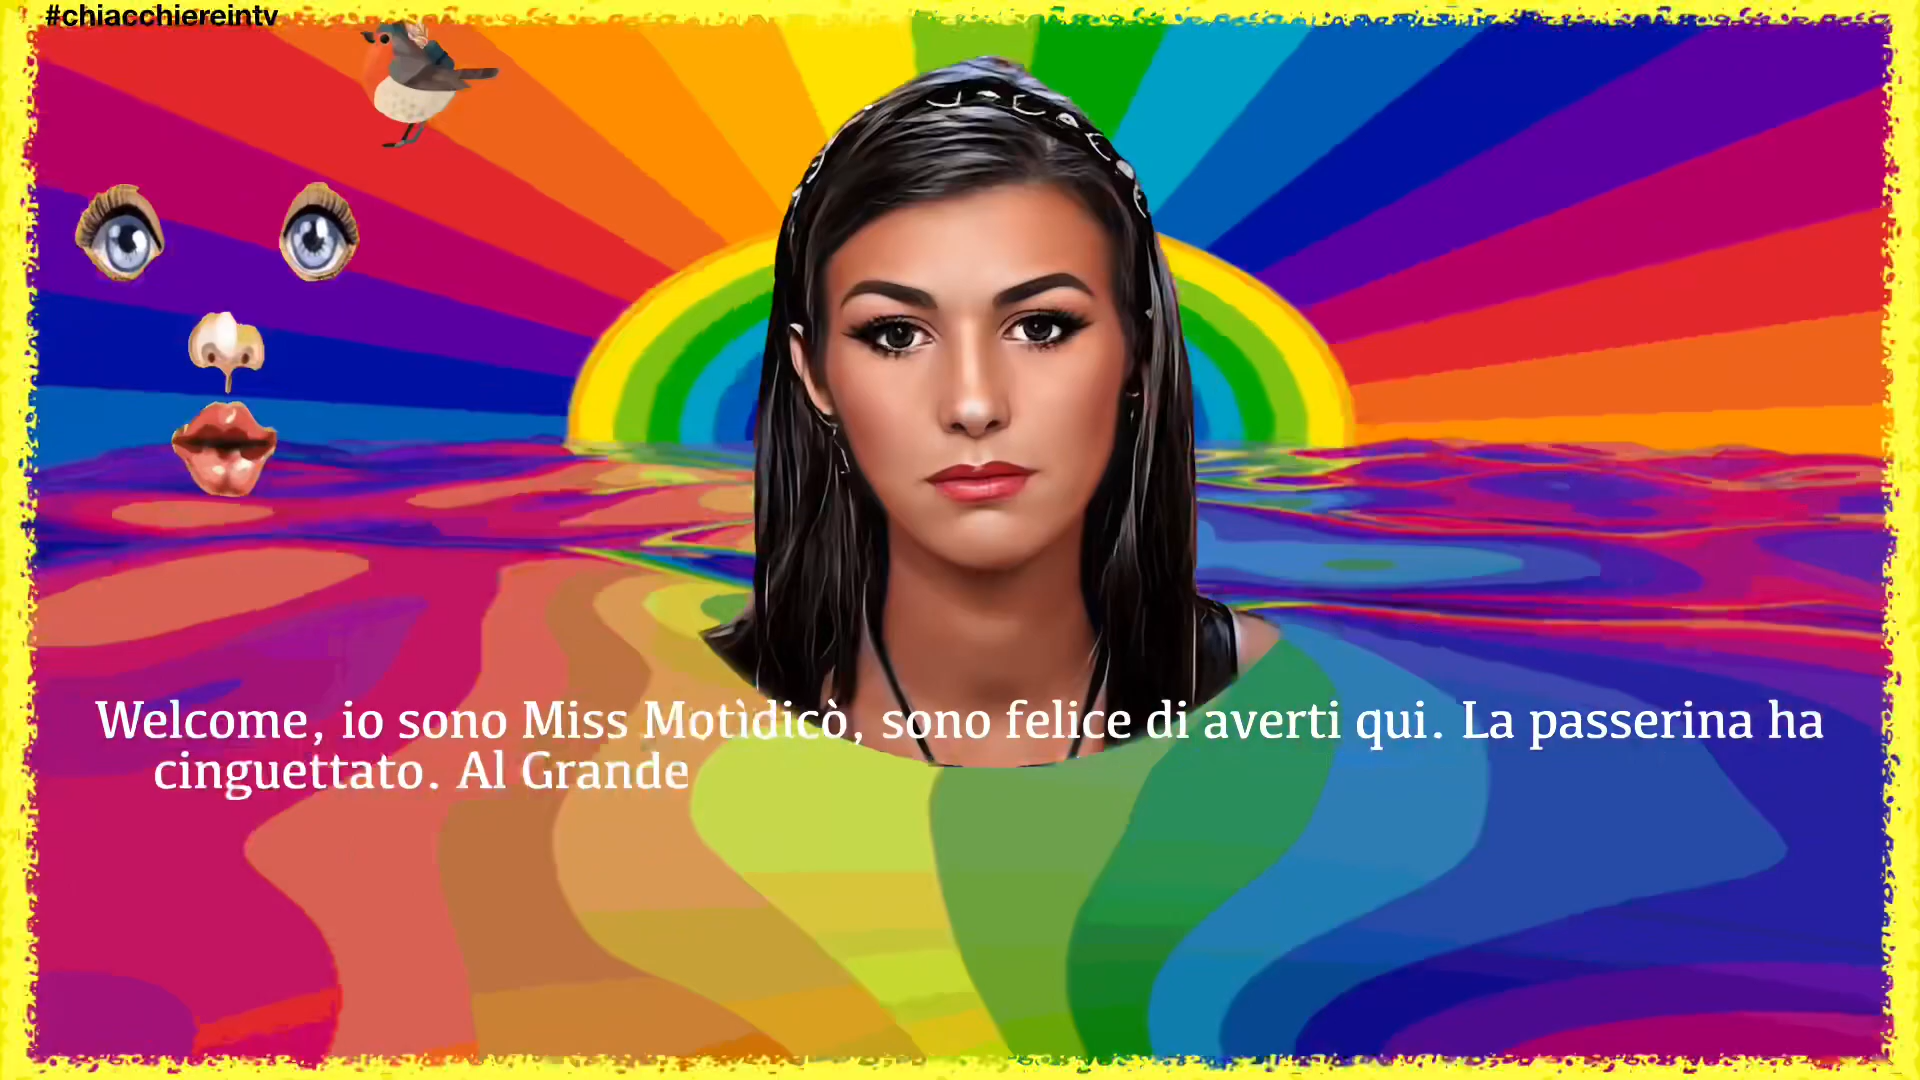 #chiacchiereintv
Welcome, io sono Miss Motìdicò, sono felice di averti qui. La passerina ha
cinguettato. Al Grande